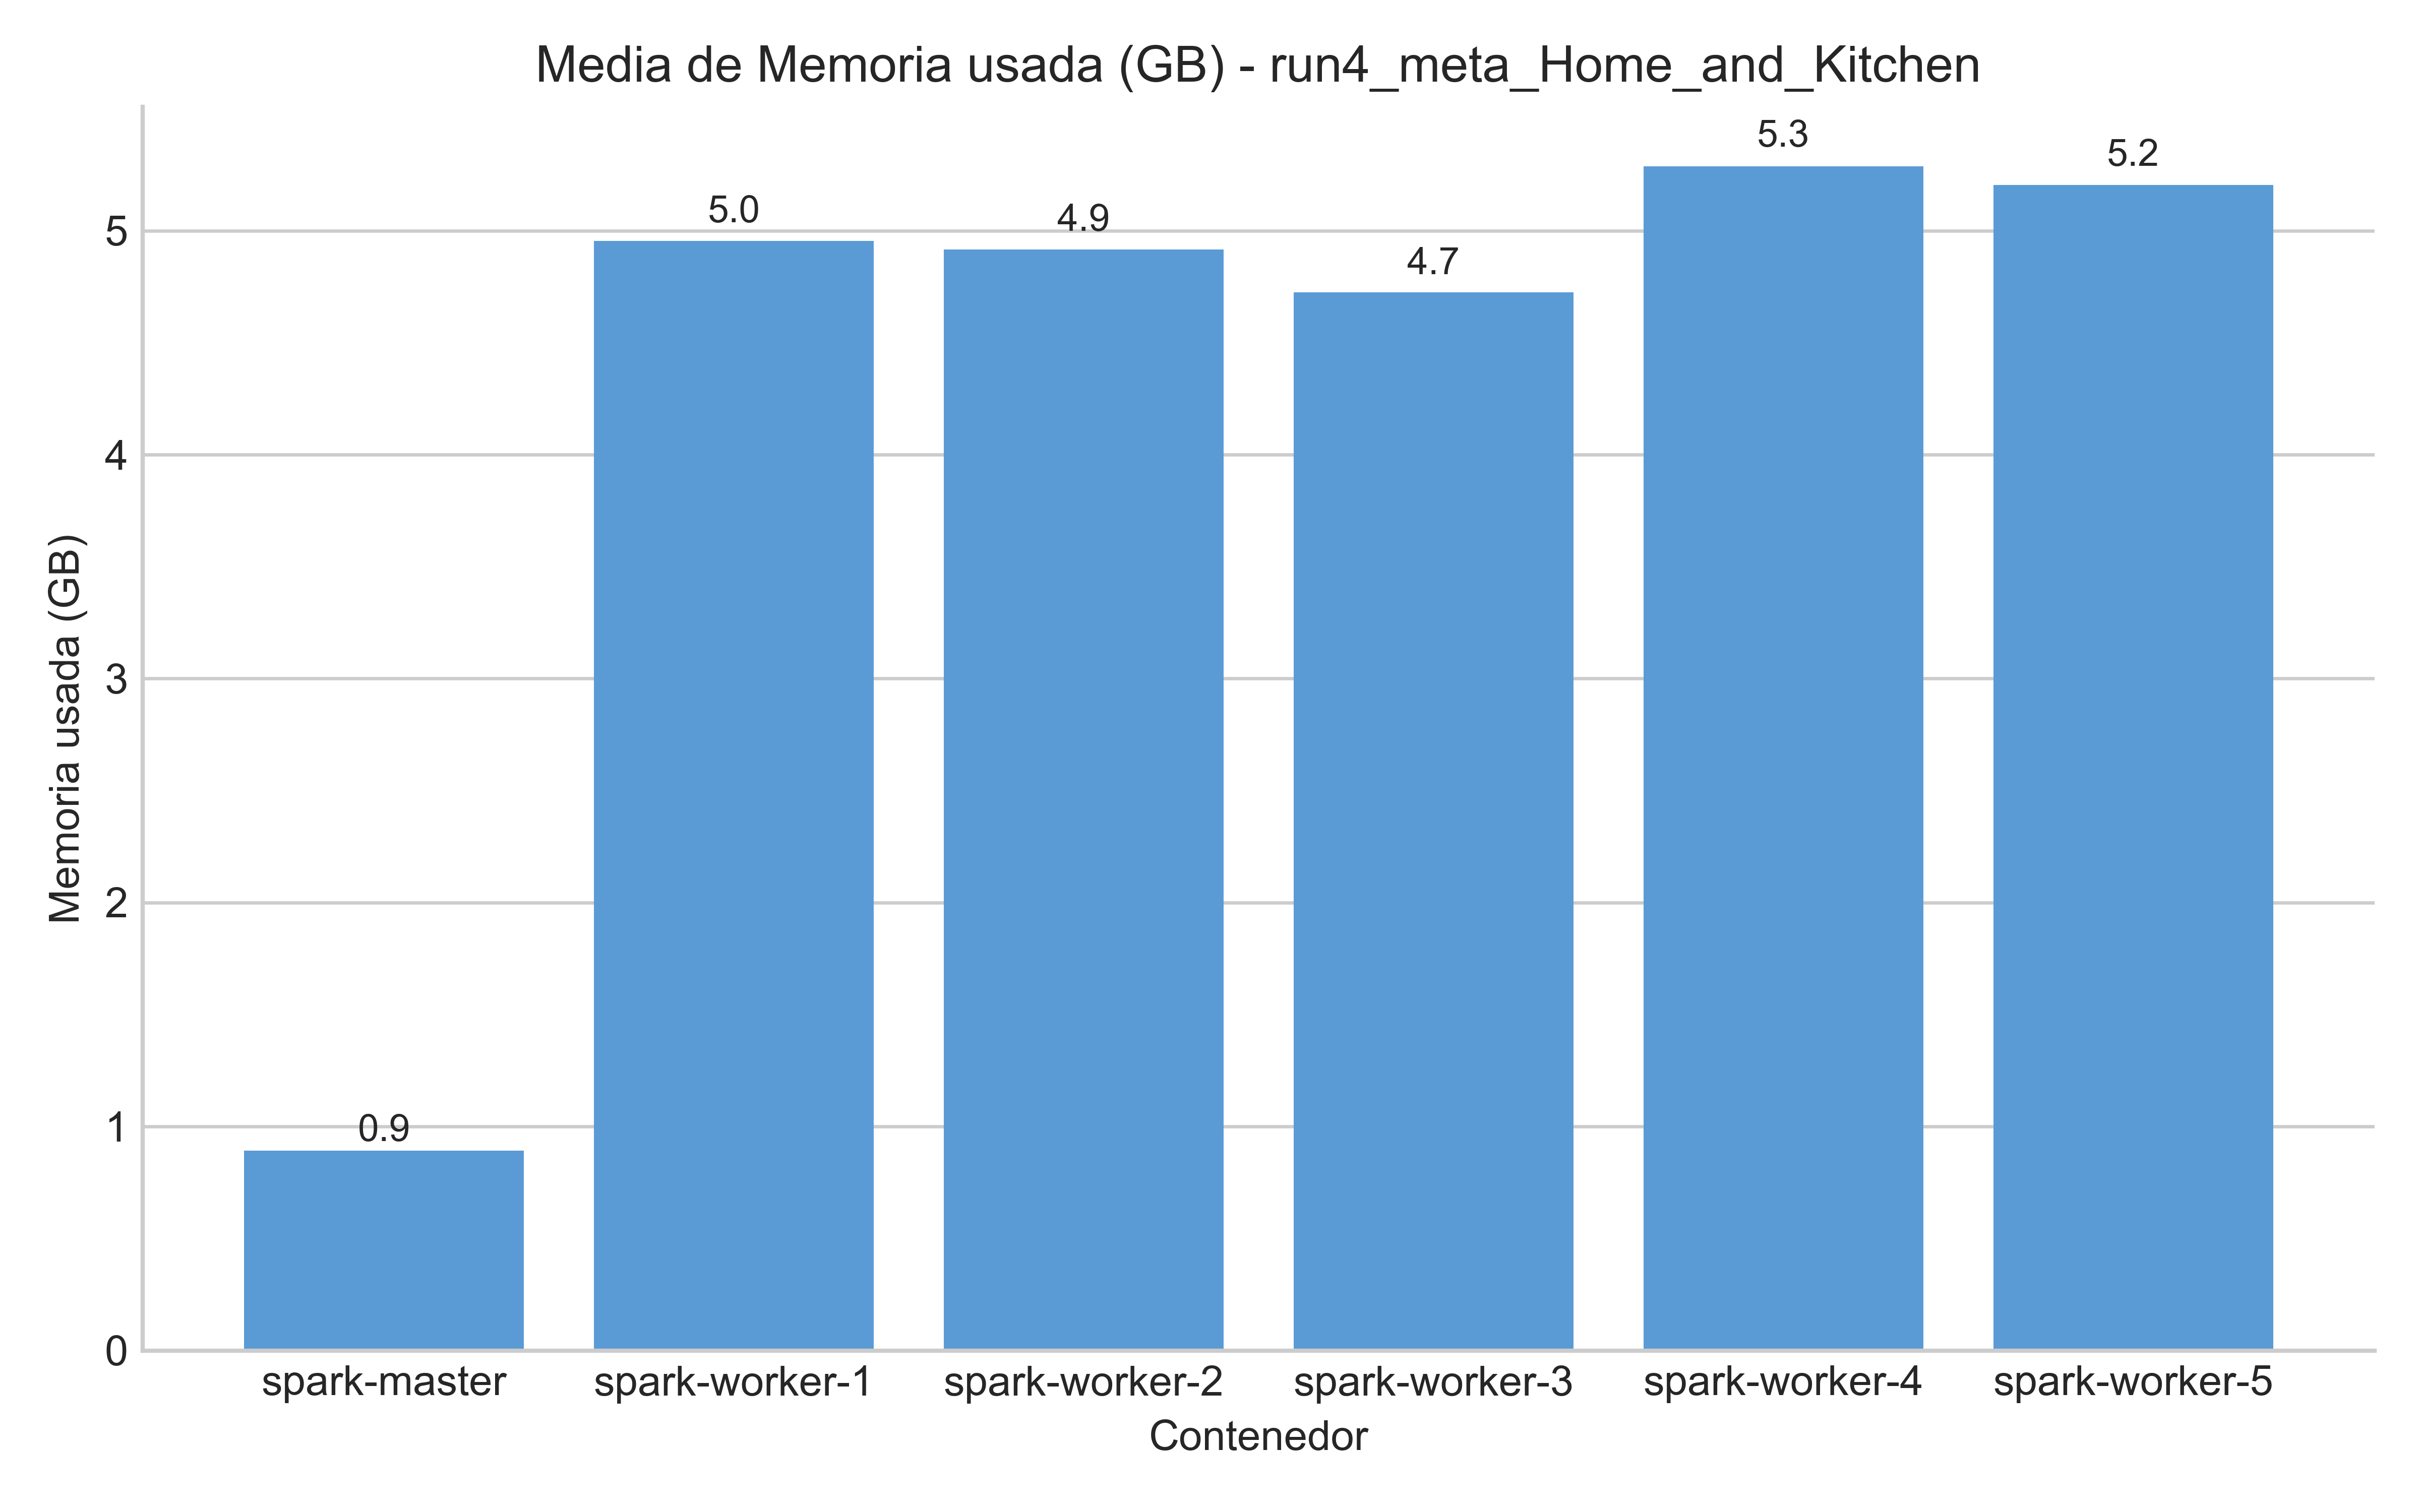 Media de Memoria usada (GB) - run4_meta_Home_and_Kitchen
5.3
5.2
5.0
4.9
4.7
0.9
5
4
3
2
1
0
Memoria usada (GB)
spark-master
spark-worker-1
spark-worker-2
spark-worker-3
spark-worker-4
spark-worker-5
Contenedor